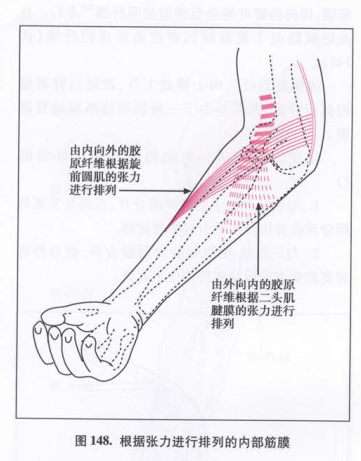 由内向外的胶
原纤维根据旋
前圆肌的张力
进行排列
由外向内的胶原
纤维根据二头肌
腱膜的张力进行
排列
图 148. 根据张力进行排列的内部筋膜